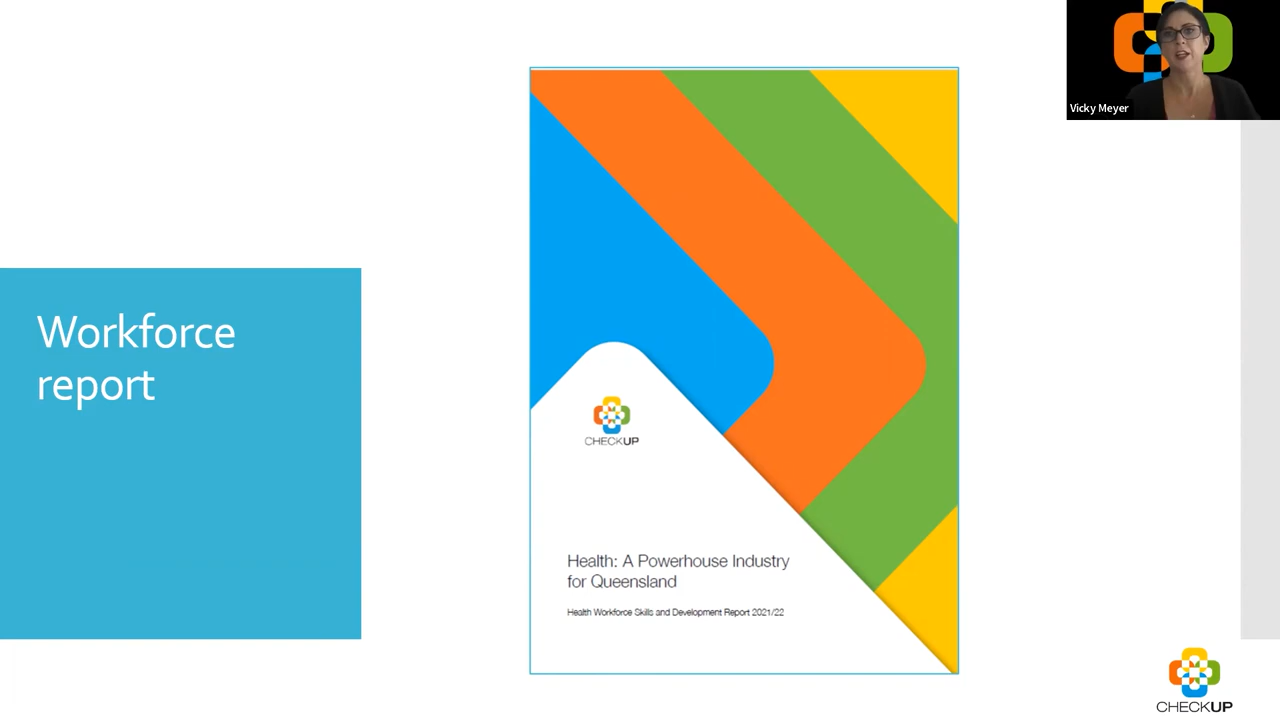 Vicky Meyer
Workforce
report
CHECKUP
Health: A Powerhouse Industry
for Queensland
Health Workforce Skills and Development Report 2021/22
CHECKUP